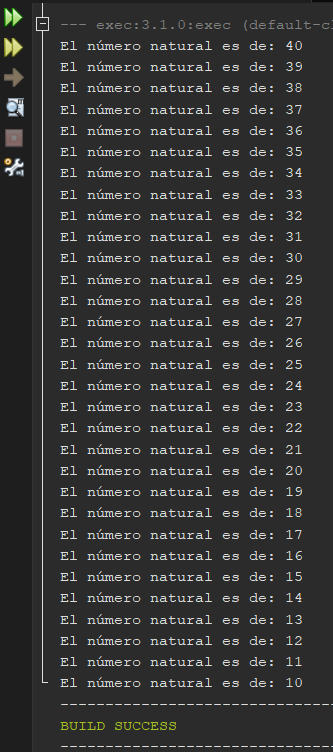 --- exec:3.1.0:exec (default-cl
El número natural es de: 40
El número natural es de: 39
El número natural es de: 38
El número natural es de: 37
El número natural es de: 36
El número natural es de: 35
El número natural es de: 34
El número natural es de: 33
El número natural es de: 32
El número natural es de: 31
El número natural es de: 30
El número natural es de: 29
El número natural es de: 28
El número natural es de: 27
El número natural es de: 26
El número natural es de: 25
El número natural es de: 24
El número natural es de: 23
El número natural es de: 22
El número natural es de: 21
El número natural es de: 20
El número natural es de: 19
El número natural es de: 18
El número natural es de: 17
El número natural es de: 16
El número natural es de: 15
El número natural es de: 14
El número natural es de: 13
El número natural es de: 12
El número natural es de: 11
El número natural es de: 10
-------------------------------
BUILD SUCCESS
-------------------------------